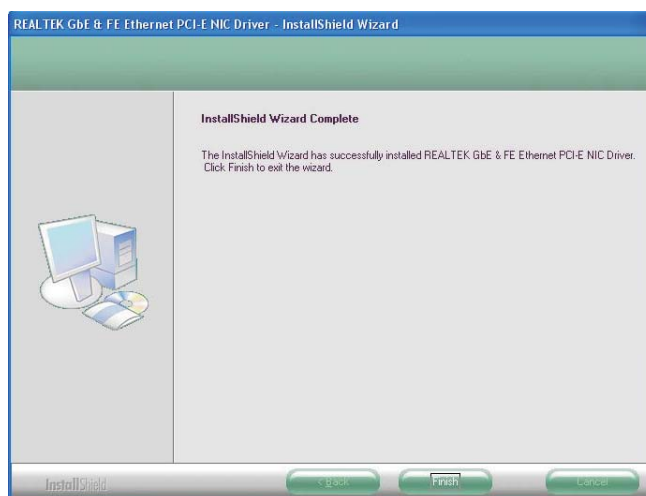 REALTEK GbE & FE Ethernet PCI-E NIC Driver - InstallShield Wizard
InstallShield Wizard Complete
The InstallShield Wizard has successfully installed REALTEK GbE & FE Ethernet PCI-E NIC Driver.
Click Finish to exit the wizard.
InstallShield
< Back
Finish
Cancel